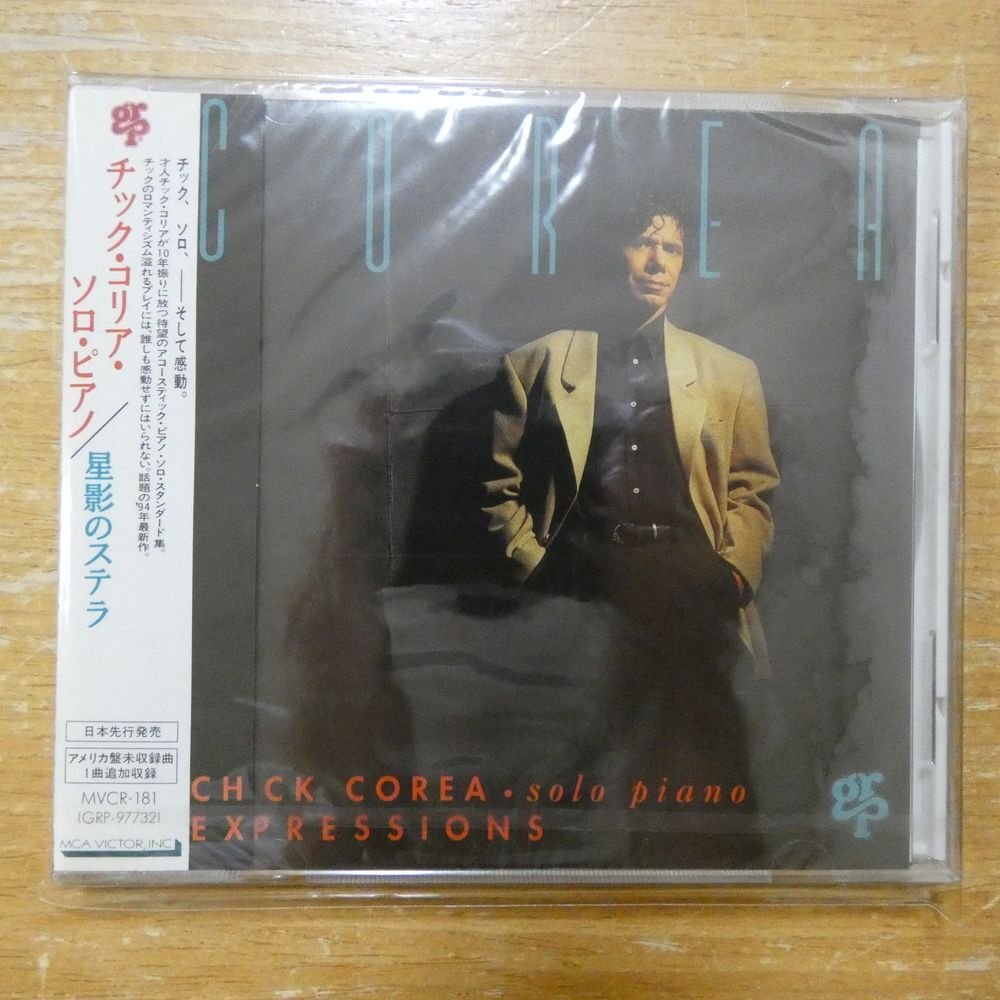 grp
チック、ソロ、――そして感動。
才人チック・コリアが10年振りに放つ待望のアコースティック・ピアノ・ソロ・スタンダード集。
チックのロマンティシズム溢れるプレイには、誰しも感動せずにはいられない。話題の'94年最新作。
チック・コリア・
ソロ・ピアノ/
星影のステラ
日本先行発売
アメリカ盤未収録曲
1曲追加収録
MVCR-181
(GRP-97732)
MCA VICTOR, INC.
COREA
CHICK COREA • solo piano
EXPRESSIONS
grp